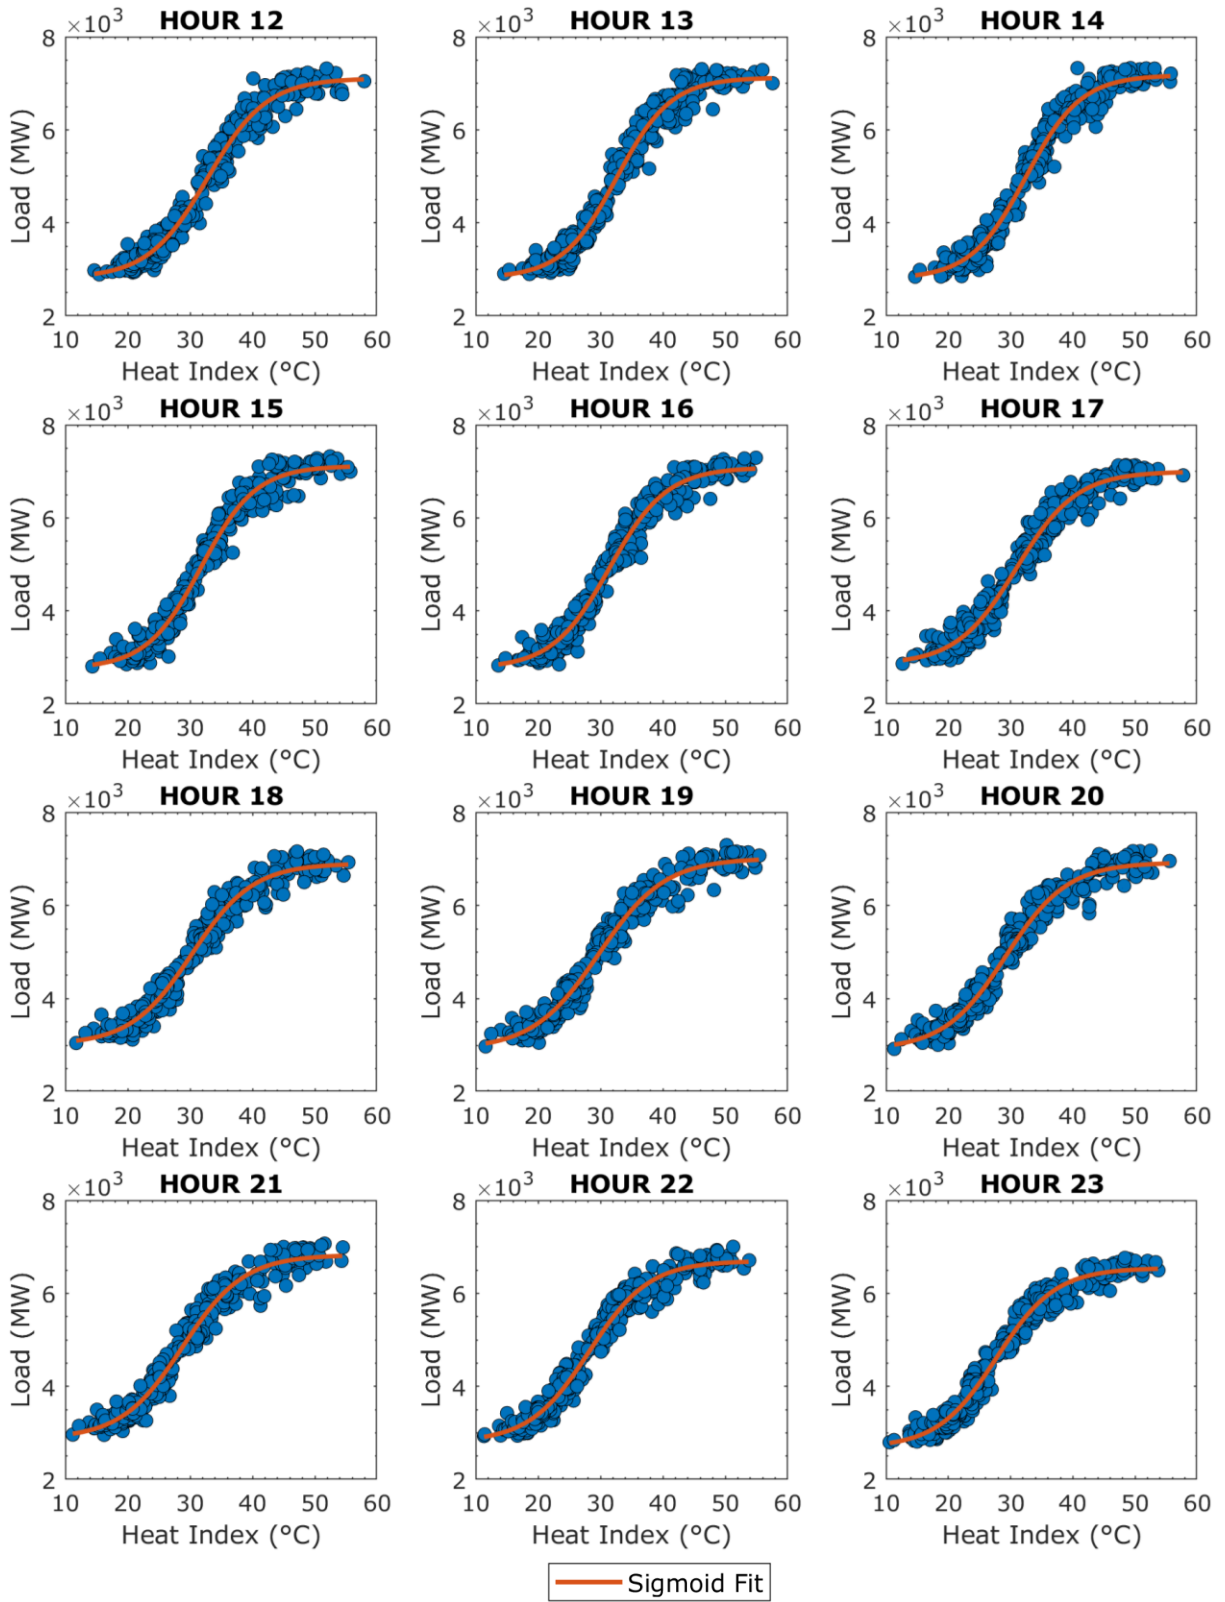 ×10³ HOUR 12 ×10³ HOUR 13 ×10³ HOUR 14
8 8 8
6 6 6
4 4 4
2 2 2
Load (MW) Load (MW) Load (MW)
10 20 30 40 50 60 10 20 30 40 50 60 10 20 30 40 50 60
Heat Index (°C) Heat Index (°C) Heat Index (°C)
×10³ HOUR 15 ×10³ HOUR 16 ×10³ HOUR 17
8 8 8
6 6 6
4 4 4
2 2 2
Load (MW) Load (MW) Load (MW)
10 20 30 40 50 60 10 20 30 40 50 60 10 20 30 40 50 60
Heat Index (°C) Heat Index (°C) Heat Index (°C)
×10³ HOUR 18 ×10³ HOUR 19 ×10³ HOUR 20
8 8 8
6 6 6
4 4 4
2 2 2
Load (MW) Load (MW) Load (MW)
10 20 30 40 50 60 10 20 30 40 50 60 10 20 30 40 50 60
Heat Index (°C) Heat Index (°C) Heat Index (°C)
×10³ HOUR 21 ×10³ HOUR 22 ×10³ HOUR 23
8 8 8
6 6 6
4 4 4
2 2 2
Load (MW) Load (MW) Load (MW)
10 20 30 40 50 60 10 20 30 40 50 60 10 20 30 40 50 60
Heat Index (°C) Heat Index (°C) Heat Index (°C)
Sigmoid Fit